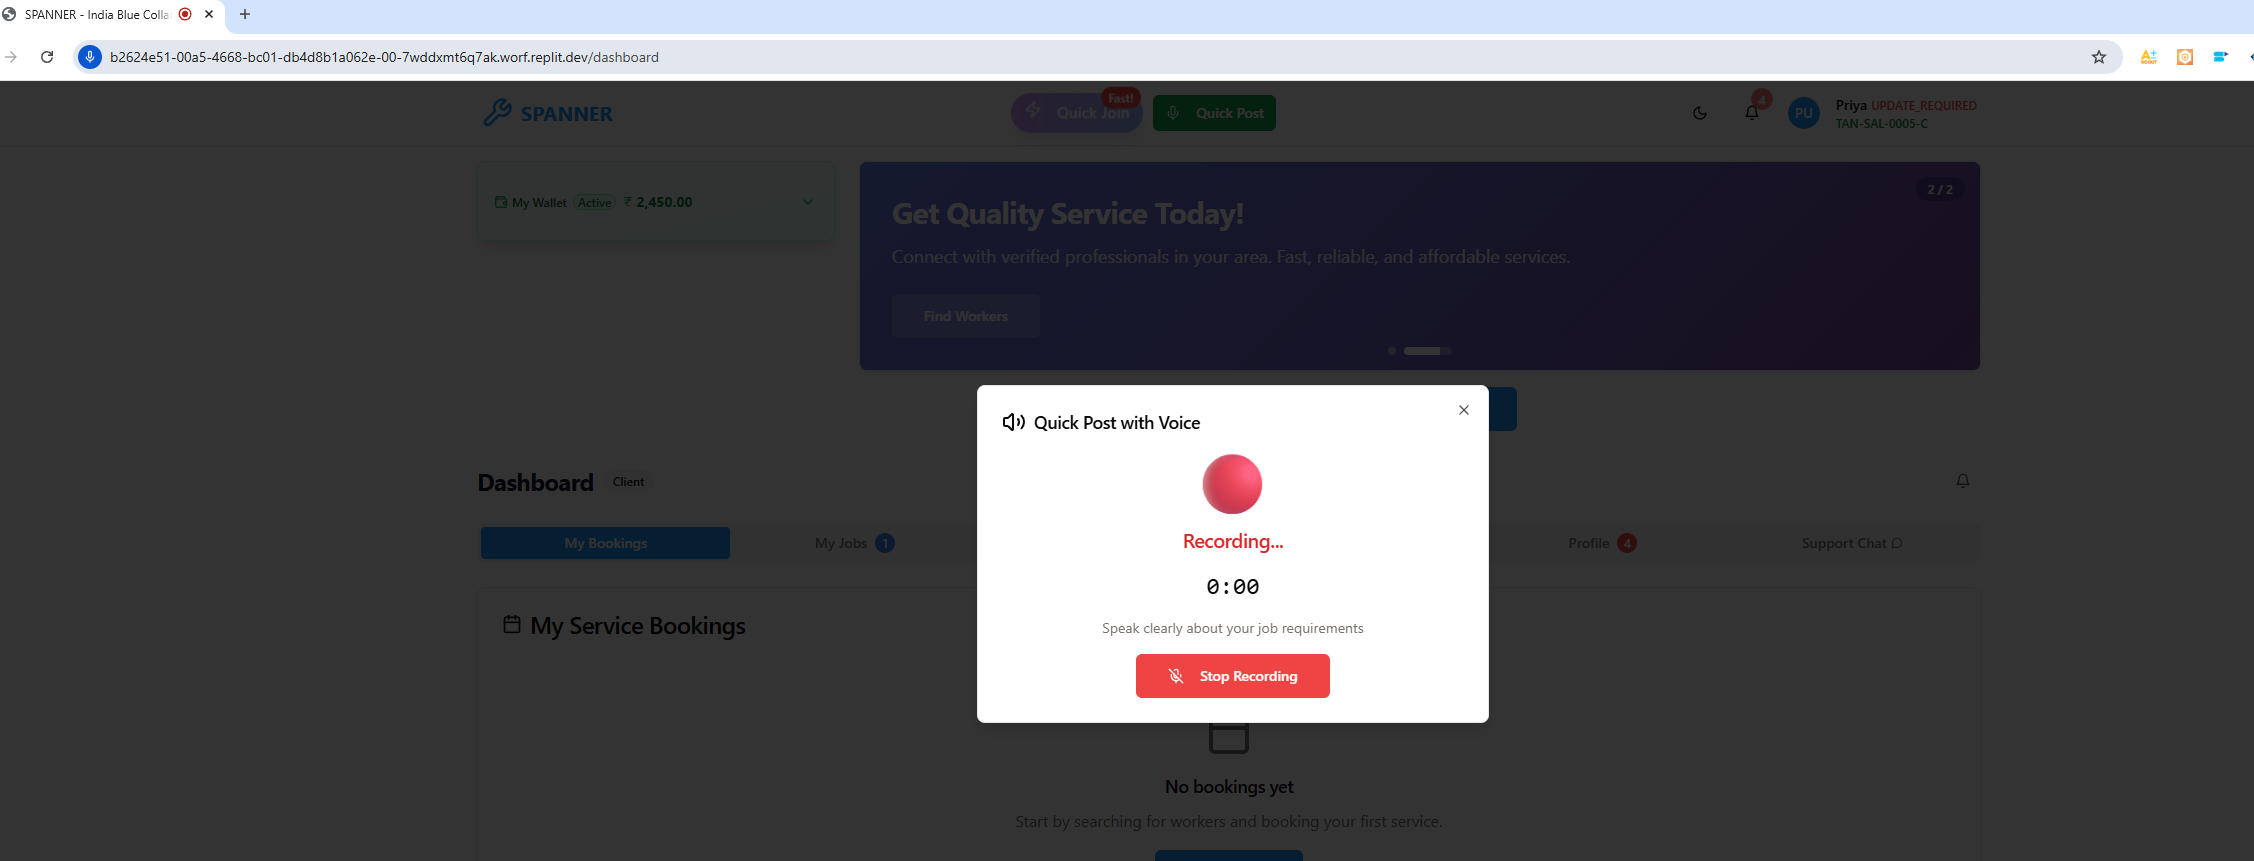 SPANNER - India Blue Colla
b2624e51-00a5-4668-bc01-db4d8b1a062e-00-7wddxmt6q7ak.worf.replit.dev/dashboard
SPANNER
Quick Join
Fast!
Quick Post
4
PU
Priya UPDATE_REQUIRED
TAN-SAL-0005-C
My Wallet Active ₹ 2,450.00
2 / 2
Get Quality Service Today!
Connect with verified professionals in your area. Fast, reliable, and affordable services.
Find Workers
Quick Post with Voice
Recording...
0:00
Speak clearly about your job requirements
Stop Recording
Dashboard Client
My Bookings
My Jobs 1
Profile 4
Support Chat
My Service Bookings
No bookings yet
Start by searching for workers and booking your first service.